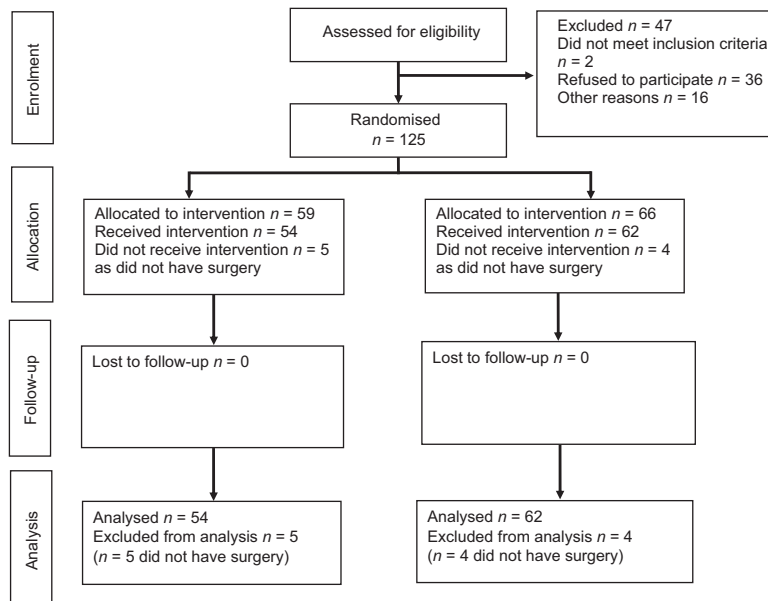 Enrolment
Assessed for eligibility
Excluded n = 47
Did not meet inclusion criteria
n = 2
Refused to participate n = 36
Other reasons n = 16
Randomised
n = 125
Allocation
Allocated to intervention n = 59
Received intervention n = 54
Did not receive intervention n = 5
as did not have surgery
Allocated to intervention n = 66
Received intervention n = 62
Did not receive intervention n = 4
as did not have surgery
Follow-up
Lost to follow-up n = 0
Lost to follow-up n = 0
Analysis
Analysed n = 54
Excluded from analysis n = 5
(n = 5 did not have surgery)
Analysed n = 62
Excluded from analysis n = 4
(n = 4 did not have surgery)